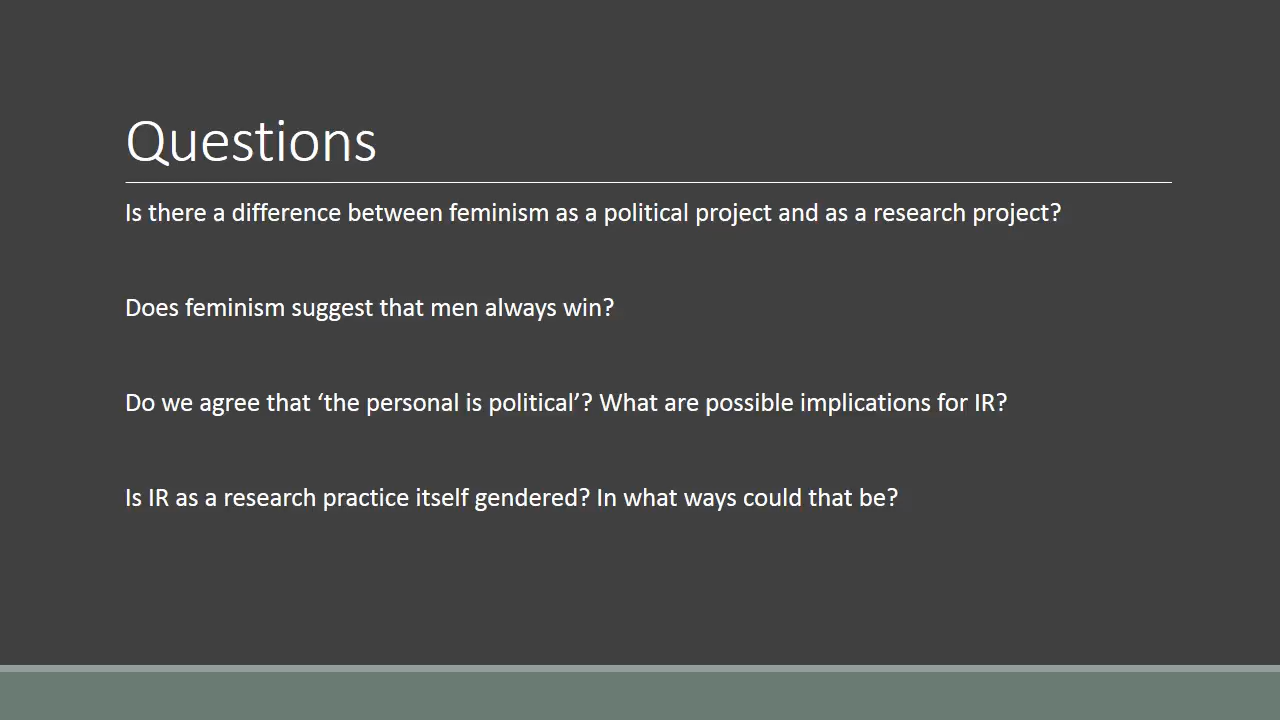 Questions
Is there a difference between feminism as a political project and as a research project?
Does feminism suggest that men always win?
Do we agree that ‘the personal is political’? What are possible implications for IR?
Is IR as a research practice itself gendered? In what ways could that be?